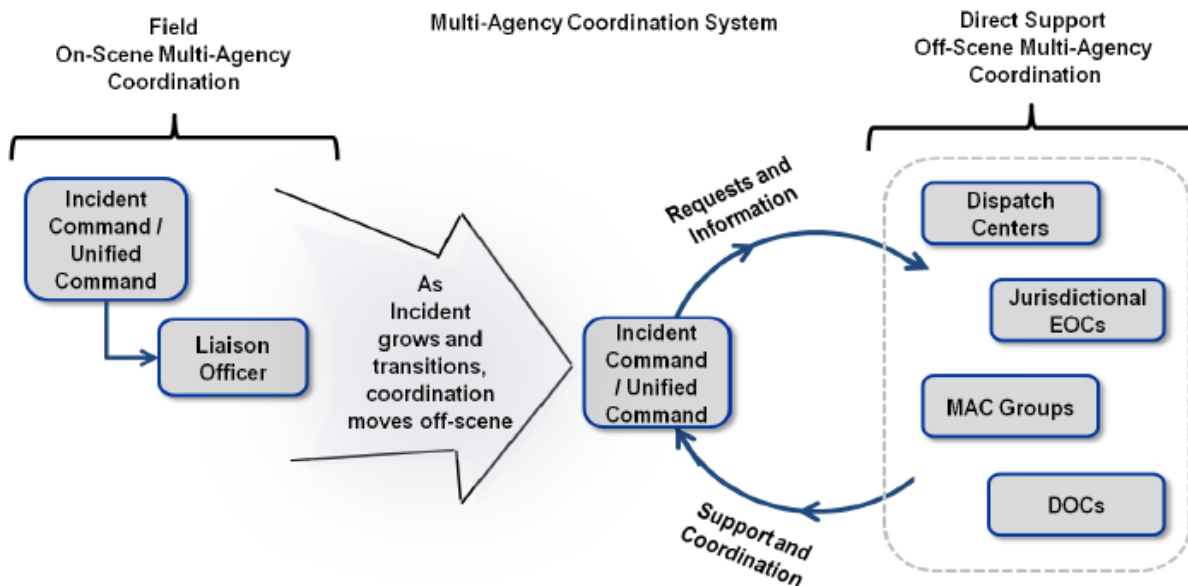 Field
On-Scene Multi-Agency
Coordination
Multi-Agency Coordination System
Direct Support
Off-Scene Multi-Agency
Coordination
Incident
Command /
Unified
Command
Liaison
Officer
As
Incident
grows and
transitions,
coordination
moves off-scene
Incident
Command
/ Unified
Command
Requests and
Information
Support and
Coordination
Dispatch
Centers
Jurisdictional
EOCs
MAC Groups
DOCs